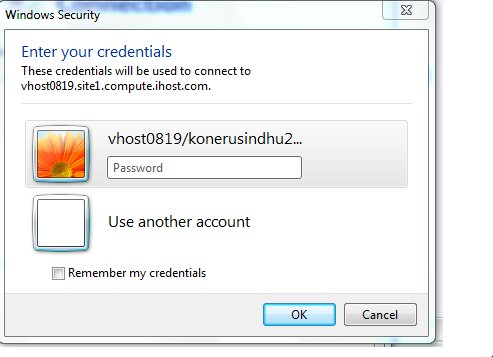 Connection
Windows Security
Enter your credentials
These credentials will be used to connect to
vhost0819.site1.compute.ihost.com.
vhost0819/konerusindhu2...
Password
Use another account
Remember my credentials
OK
Cancel